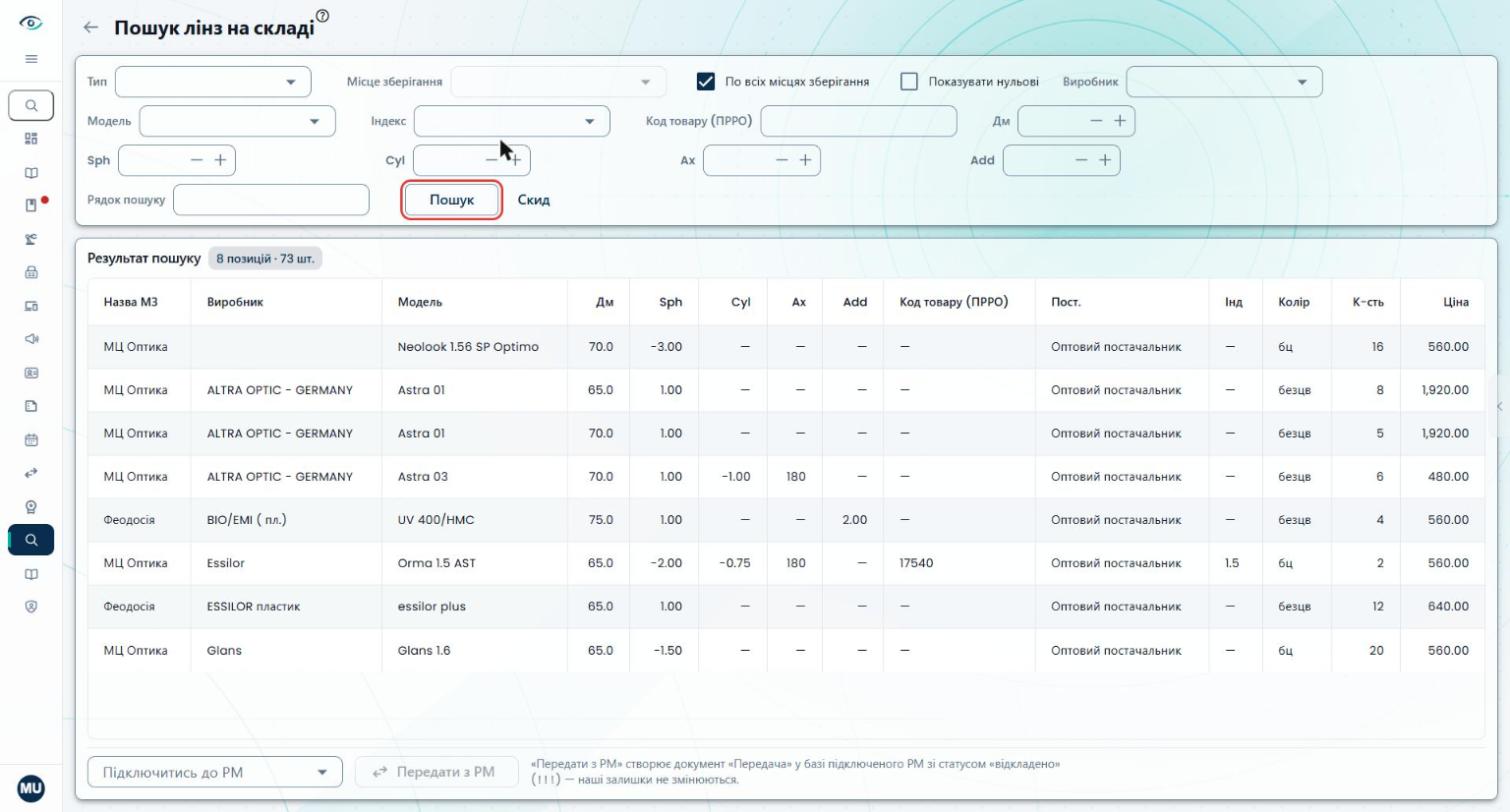 Пошук лінз на складі ?
Тип Місце зберігання По всіх місцях зберігання Показувати нульові Виробник
Модель Індекс Код товару (ПРРО) Дм — +
Sph — + Cyl — + Ax — + Add — +
Рядок пошуку Пошук Скид
Результат пошуку 8 позицій · 73 шт.
Назва МЗ Виробник Модель Дм Sph Cyl Ax Add Код товару (ПРРО) Пост. Інд Колір К-сть Ціна
МЦ Оптика Neolook 1.56 SP Optimo 70.0 -3.00 — — — — Оптовий постачальник — бц 16 560.00
МЦ Оптика ALTRA OPTIC - GERMANY Astra 01 65.0 1.00 — — — — Оптовий постачальник — безцв 8 1,920.00
МЦ Оптика ALTRA OPTIC - GERMANY Astra 01 70.0 1.00 — — — — Оптовий постачальник — безцв 5 1,920.00
МЦ Оптика ALTRA OPTIC - GERMANY Astra 03 70.0 1.00 -1.00 180 — — Оптовий постачальник — безцв 6 480.00
Феодосія BIO/EMI ( пл.) UV 400/HMC 75.0 1.00 — — 2.00 — Оптовий постачальник — безцв 4 560.00
МЦ Оптика Essilor Orma 1.5 AST 65.0 -2.00 -0.75 180 — 17540 Оптовий постачальник 1.5 бц 2 560.00
Феодосія ESSILOR пластик essilor plus 65.0 1.00 — — — — Оптовий постачальник — безцв 12 640.00
МЦ Оптика Glans Glans 1.6 65.0 -1.50 — — — — Оптовий постачальник — бц 20 560.00
Підключитись до РМ Передати з РМ «Передати з РМ» створює документ «Передача» у базі підключеного РМ зі статусом «відкладено»
(!!!) — наші залишки не змінюються.
MU